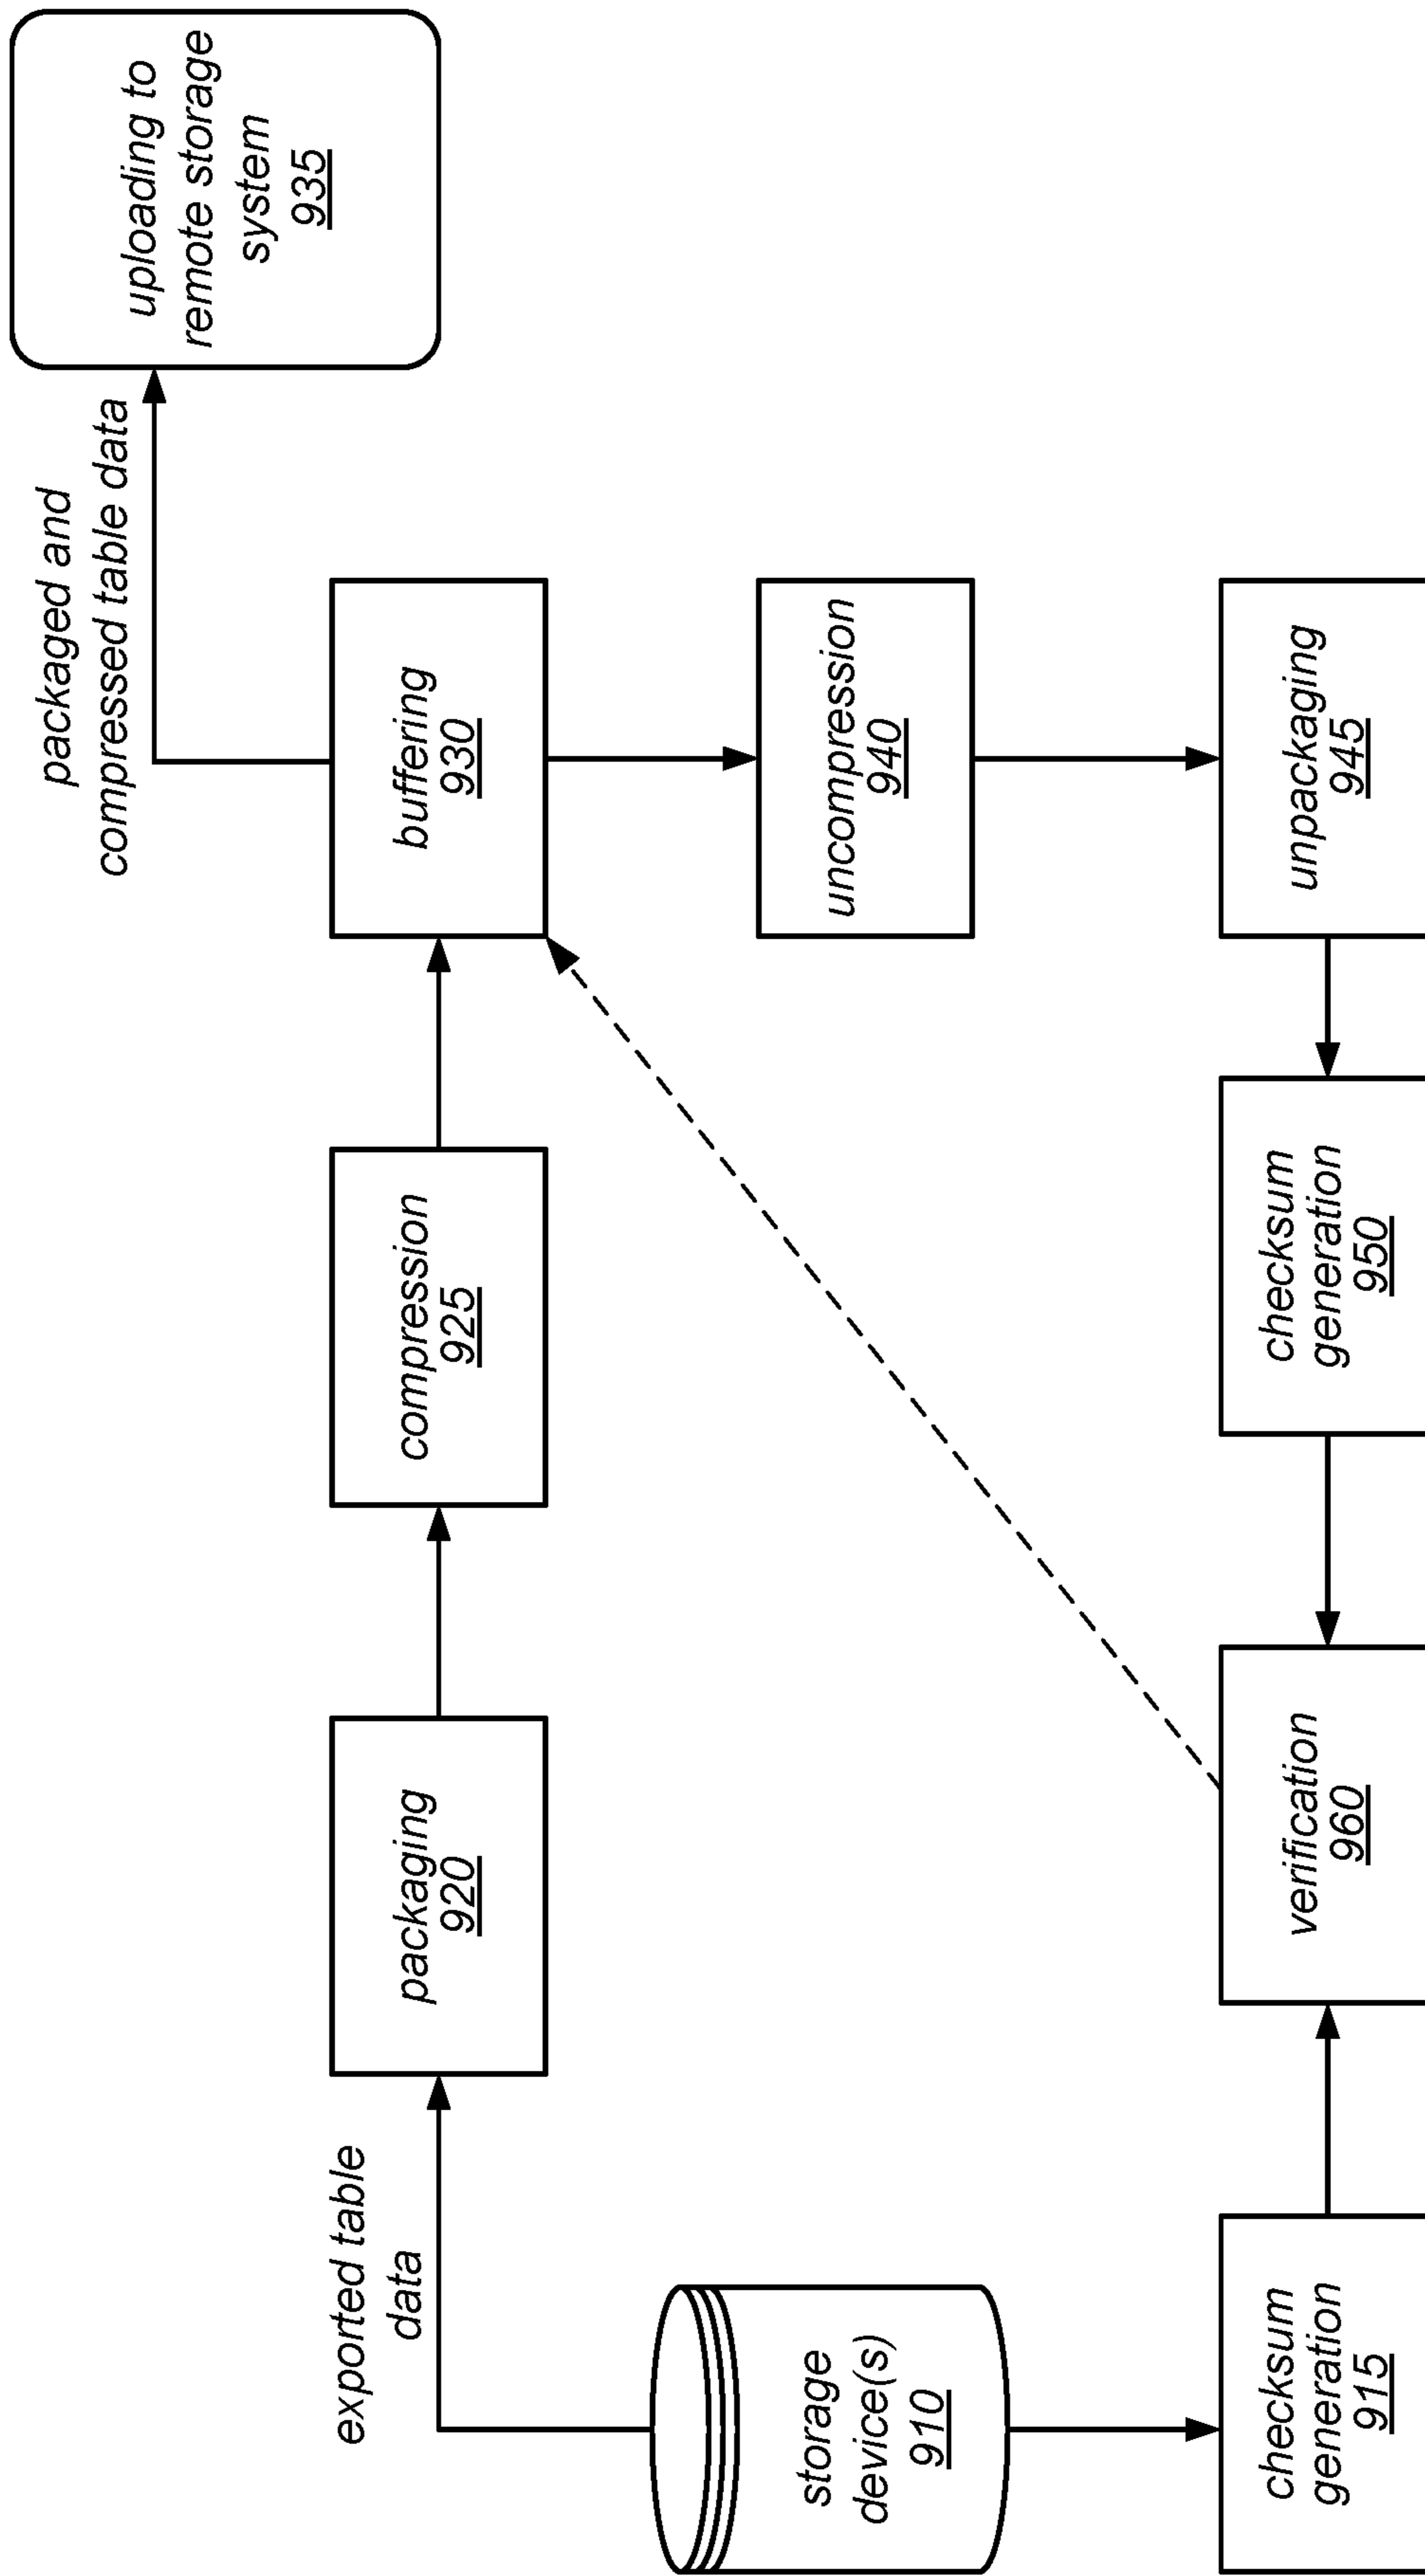 packaged and
compressed table data
uploading to
remote storage
system
935
exported table
data
packaging
920
compression
925
buffering
930
storage
device(s)
910
uncompression
940
checksum
generation
915
verification
960
checksum
generation
950
unpackaging
945